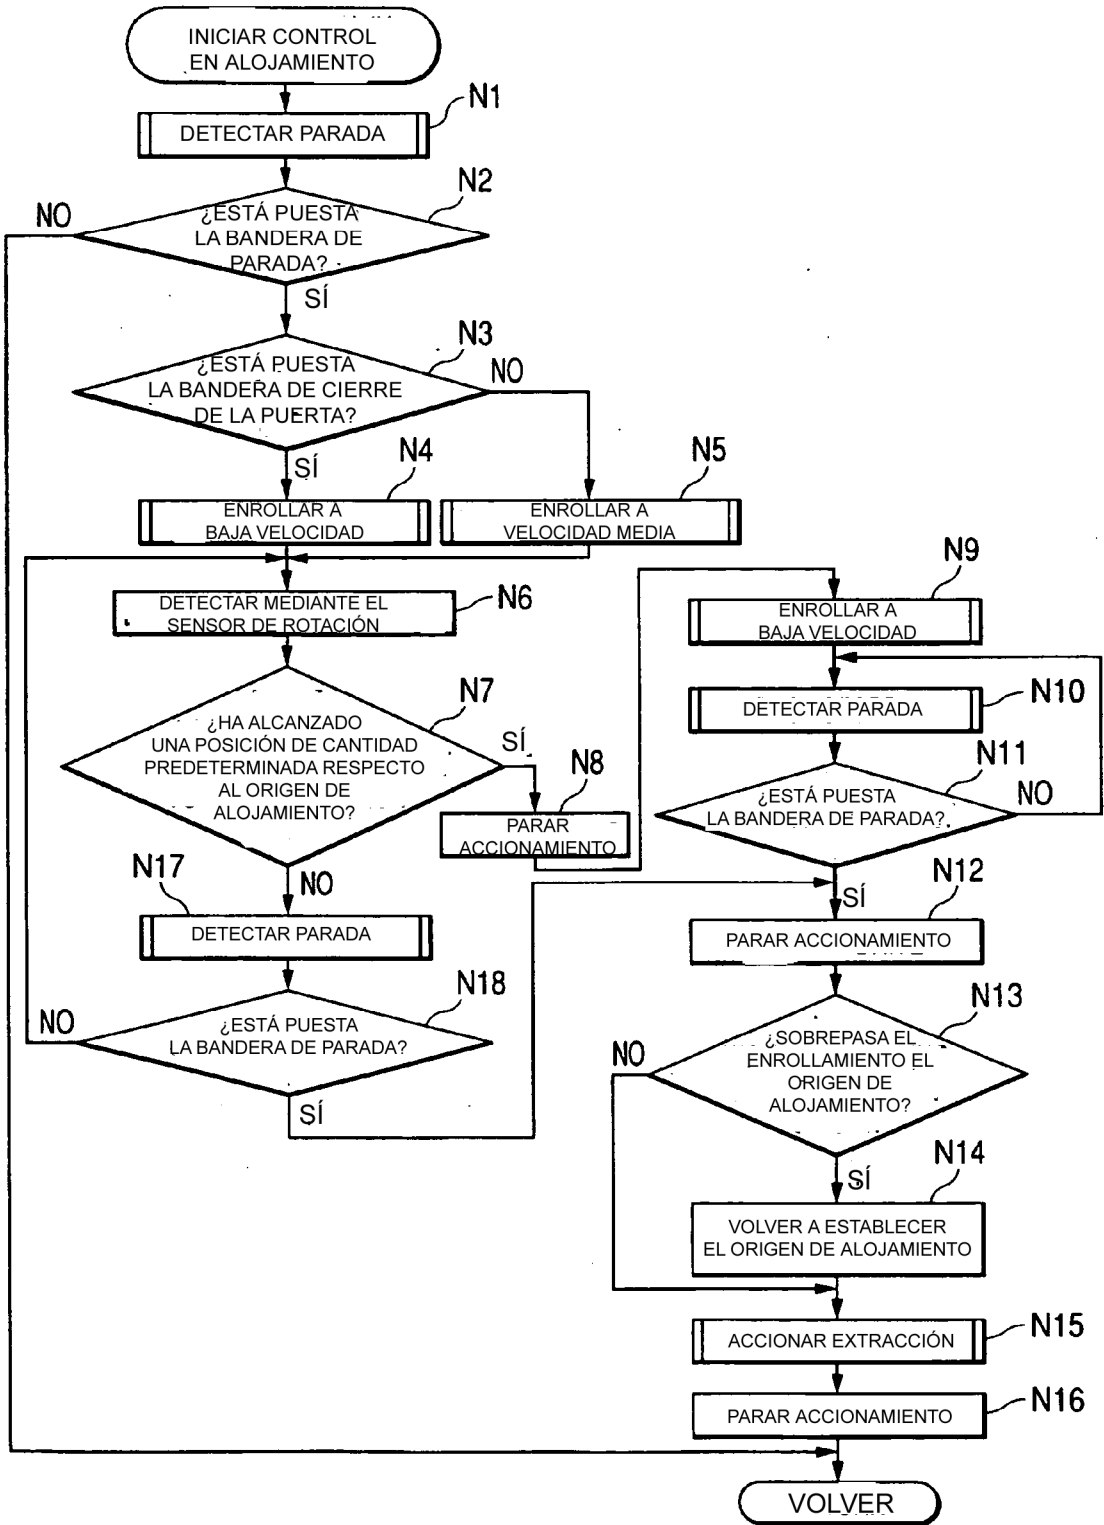 INICIAR CONTROL
EN ALOJAMIENTO
N1
DETECTAR PARADA
N2
NO
¿ESTÁ PUESTA
LA BANDERA DE
PARADA?
SÍ
N3
¿ESTÁ PUESTA
LA BANDERA DE CIERRE
DE LA PUERTA?
NO
SÍ
N4
ENROLLAR A
BAJA VELOCIDAD
N5
ENROLLAR A
VELOCIDAD MEDIA
N6
DETECTAR MEDIANTE EL
SENSOR DE ROTACIÓN
N7
¿HA ALCANZADO
UNA POSICIÓN DE CANTIDAD
PREDETERMINADA RESPECTO
AL ORIGEN DE
ALOJAMIENTO?
SÍ
N8
PARAR
ACCIONAMIENTO
NO
N17
DETECTAR PARADA
N18
NO
¿ESTÁ PUESTA
LA BANDERA DE PARADA?
SÍ
N9
ENROLLAR A
BAJA VELOCIDAD
N10
DETECTAR PARADA
N11
¿ESTÁ PUESTA
LA BANDERA DE PARADA?
NO
SÍ
N12
PARAR ACCIONAMIENTO
N13
NO
¿SOBREPASA EL
ENROLLAMIENTO EL
ORIGEN DE
ALOJAMIENTO?
SÍ
N14
VOLVER A ESTABLECER
EL ORIGEN DE ALOJAMIENTO
N15
ACCIONAR EXTRACCIÓN
N16
PARAR ACCIONAMIENTO
VOLVER